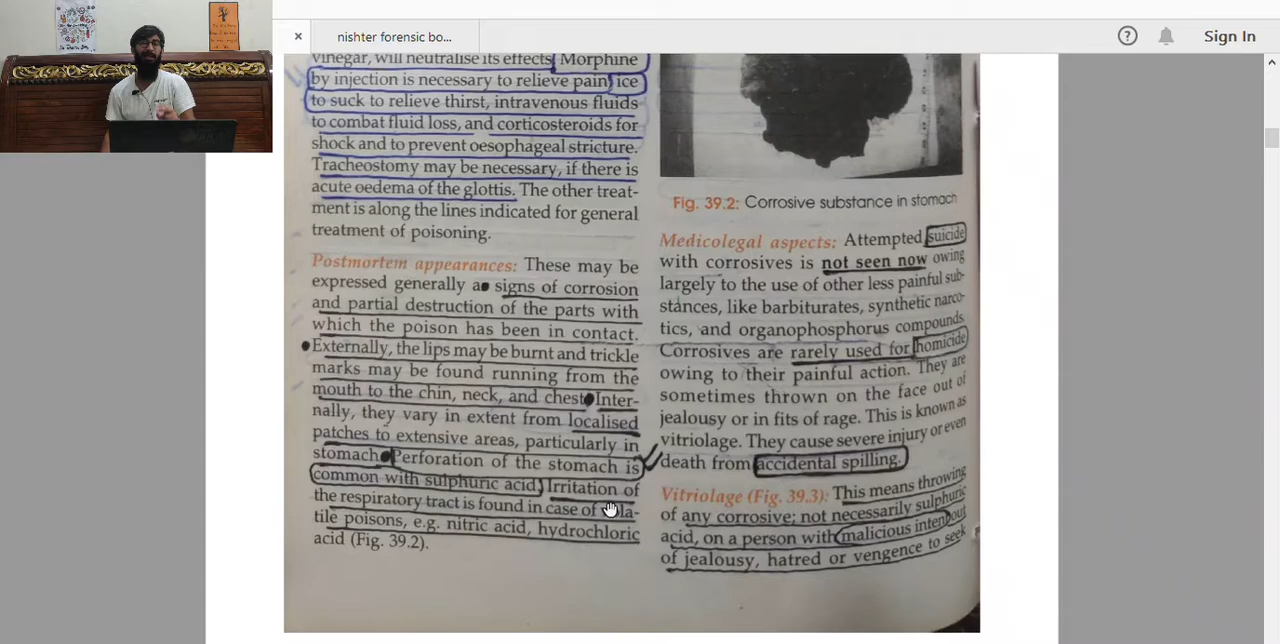 nishter forensic bo...
Sign In
vinegar, will neutralise its effects. Morphine
by injection is necessary to relieve pain, ice
to suck to relieve thirst, intravenous fluids
to combat fluid loss, and corticosteroids for
shock and to prevent oesophageal stricture.
Tracheostomy may be necessary, if there is
acute oedema of the glottis. The other treat-
ment is along the lines indicated for general
treatment of poisoning.
Postmortem appearances: These may be
expressed generally as signs of corrosion
and partial destruction of the parts with
which the poison has been in contact.
Externally, the lips may be burnt and trickle
marks may be found running from the
mouth to the chin, neck, and chest. Inter-
nally, they vary in extent from localised
patches to extensive areas, particularly in
stomach. Perforation of the stomach is
common with sulphuric acid. Irritation of
the respiratory tract is found in case of
tile poisons, e.g. nitric acid, hydrochloric
acid (Fig. 39.2).
Fig. 39.2: Corrosive substance in stomach
Medicolegal aspects: Attempted suicide
with corrosives is not seen now owing
largely to the use of other less painful sub-
stances, like barbiturates, synthetic narco-
tics, and organophosphorus compounds.
Corrosives are rarely used for homicide
owing to their painful action. They are
sometimes thrown on the face out of
jealousy or in fits of rage. This is known as
vitriolage. They cause severe injury or even
death from accidental spilling.
Vitriolage (Fig. 39.3): This means throwing
of any corrosive; not necessarily sulphuric
acid, on a person with malicious intent out
of jealousy, hatred or vengence to seek